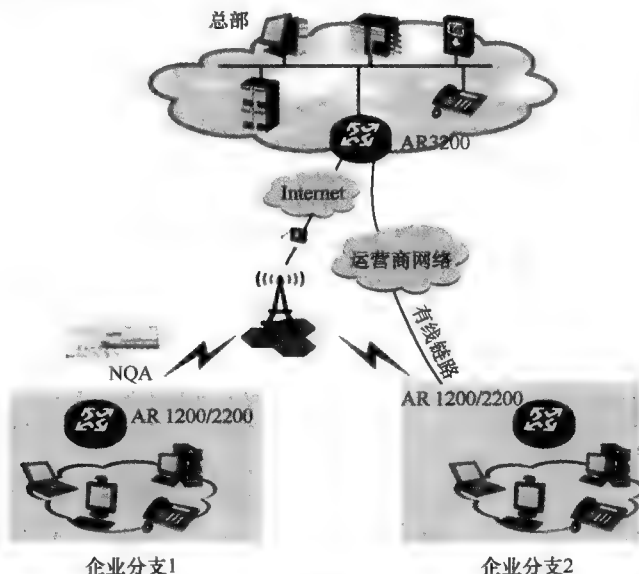 总部
AR3200
Internet
运营商网络
有线链路
NQA
AR 1200/2200
AR 1200/2200
企业分支1
企业分支2